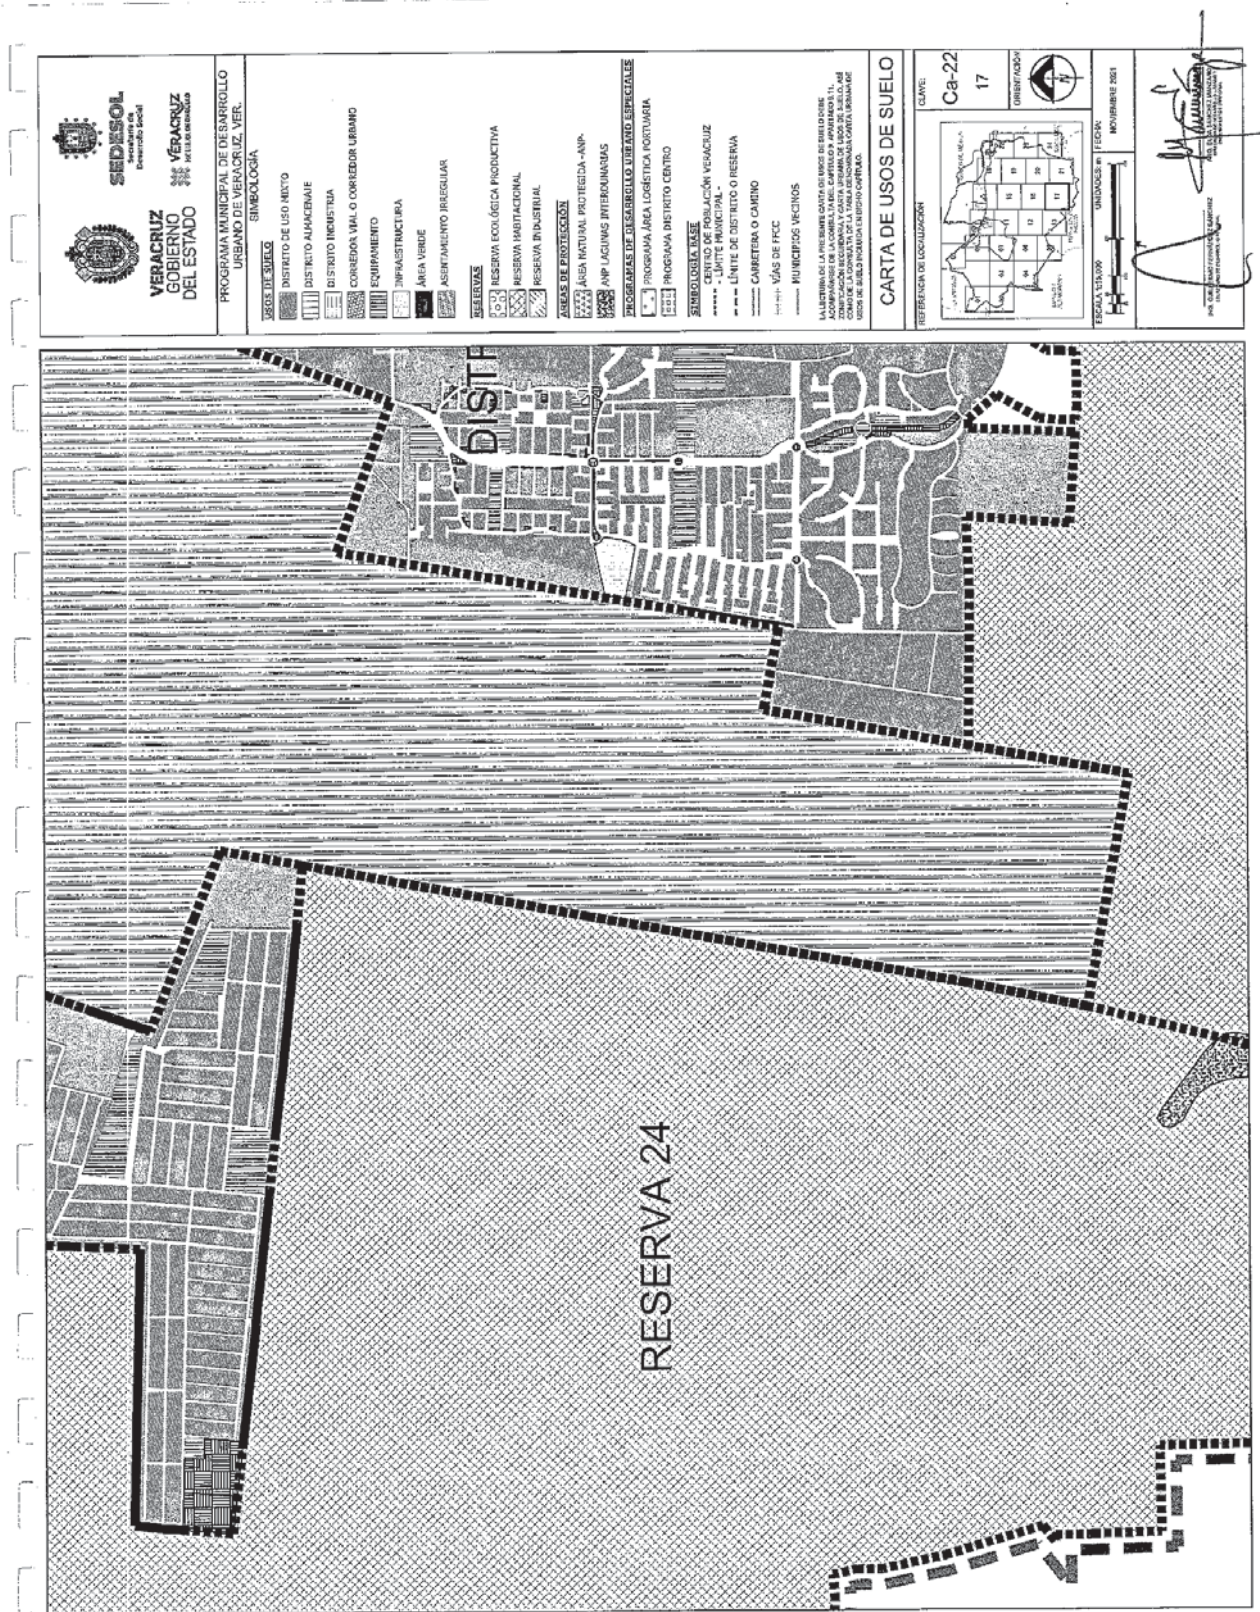 VERACRUZ
GOBIERNO
DEL ESTADO
SEDESOL
Secretaría de
Desarrollo Social
VERACRUZ
PROGRAMA MUNICIPAL DE DESARROLLO
URBANO DE VERACRUZ, VER.
SIMBOLOGÍA
USOS DE SUELO
DISTRITO DE USO MIXTO
DISTRITO ALMACENAJE
DISTRITO INDUSTRIA
CORREDOR VIAL O CORREDOR URBANO
EQUIPAMIENTO
INFRAESTRUCTURA
ÁREA VERDE
ASENTAMIENTO IRREGULAR
RESERVAS
RESERVA ECOLÓGICA PRODUCTIVA
RESERVA HABITACIONAL
RESERVA INDUSTRIAL
ÁREAS DE PROTECCIÓN
ÁREA NATURAL PROTEGIDA -ANP-
ANP LAGUNAS INTERDUNARIAS
PROGRAMAS DE DESARROLLO URBANO ESPECIALES
PROGRAMA ÁREA LOGÍSTICA PORTUARIA
PROGRAMA DISTRITO CENTRO
SIMBOLOGÍA BASE
CENTRO DE POBLACIÓN VERACRUZ
- LÍMITE MUNICIPAL -
LÍMITE DE DISTRITO O RESERVA
CARRETERA O CAMINO
VÍAS DE FFCC
MUNICIPIOS VECINOS
CARTA DE USOS DE SUELO
REFERENCIA DE LOCALIZACIÓN
CLAVE:
Ca-22
17
ORIENTACIÓN
UNIDADES: m
FECHA:
NOVIEMBRE 2021
DISTR
RESERVA 24